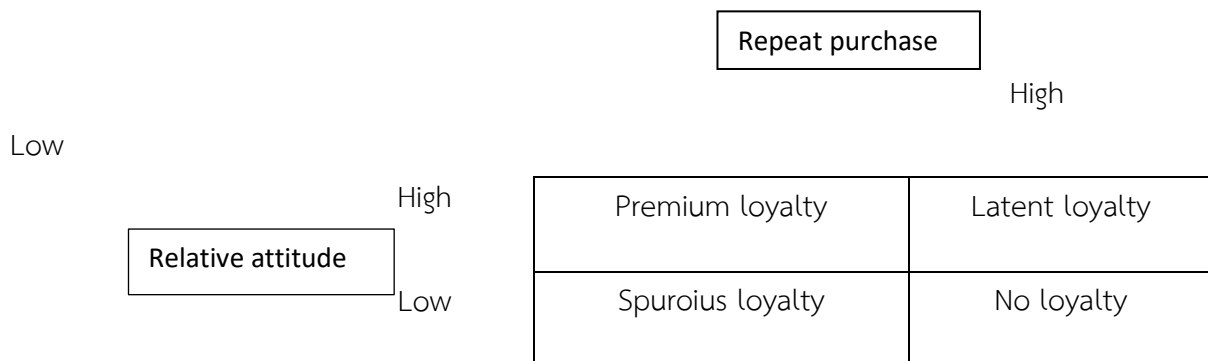 Repeat purchase
High
Low
High Premium loyalty Latent loyalty
Relative attitude
Low Spuroius loyalty No loyalty